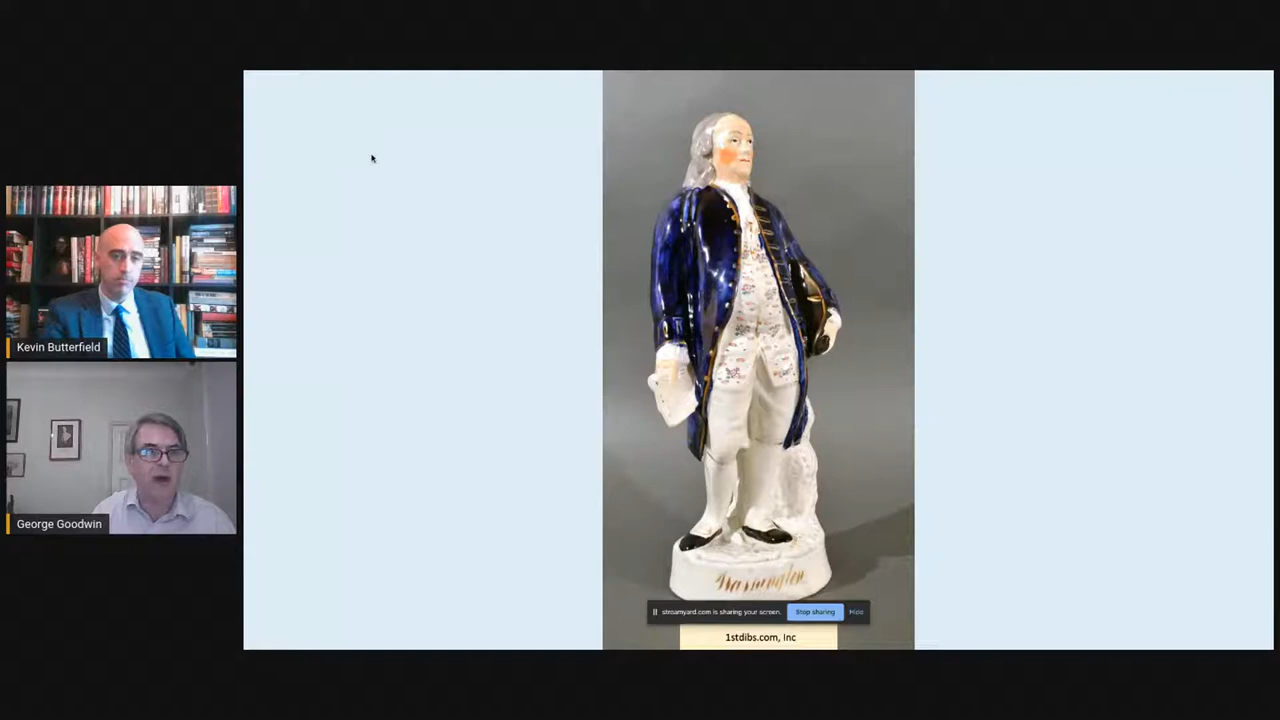 Kevin Butterfield
George Goodwin
Washington
streamyard.com is sharing your screen.
Stop sharing
Hide
1stdibs.com, Inc